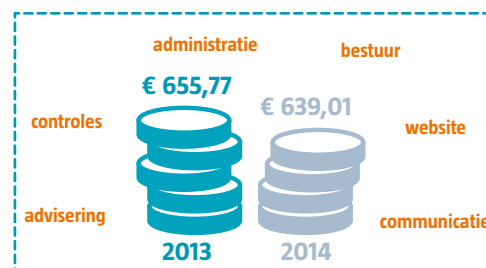 administratie
bestuur
€ 655,77
€ 639,01
controles
website
advisering
communicatie
2013
2014